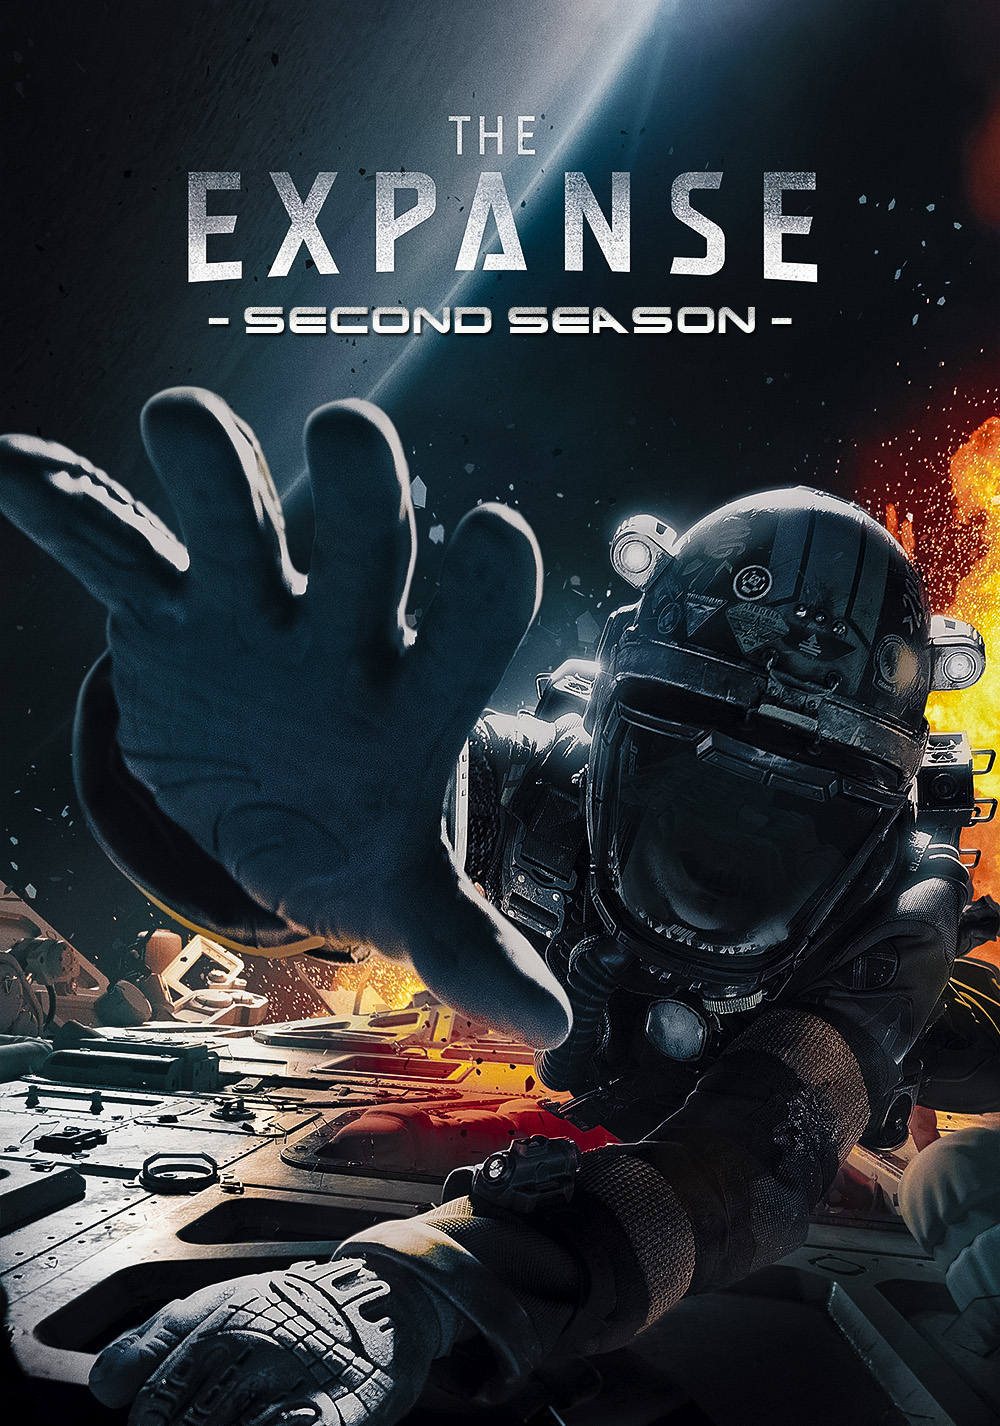 THE
EXPANSE
- SECOND SEASON -